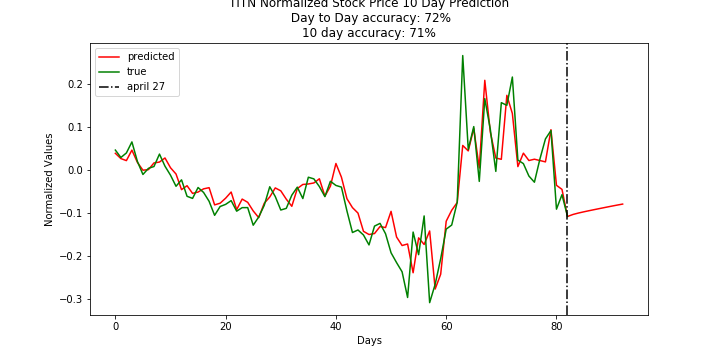 TITN Normalized Stock Price 10 Day Prediction
Day to Day accuracy: 72%
10 day accuracy: 71%
predicted
true
april 27
Normalized Values
0.2
0.1
0.0
−0.1
−0.2
−0.3
0
20
40
60
80
Days